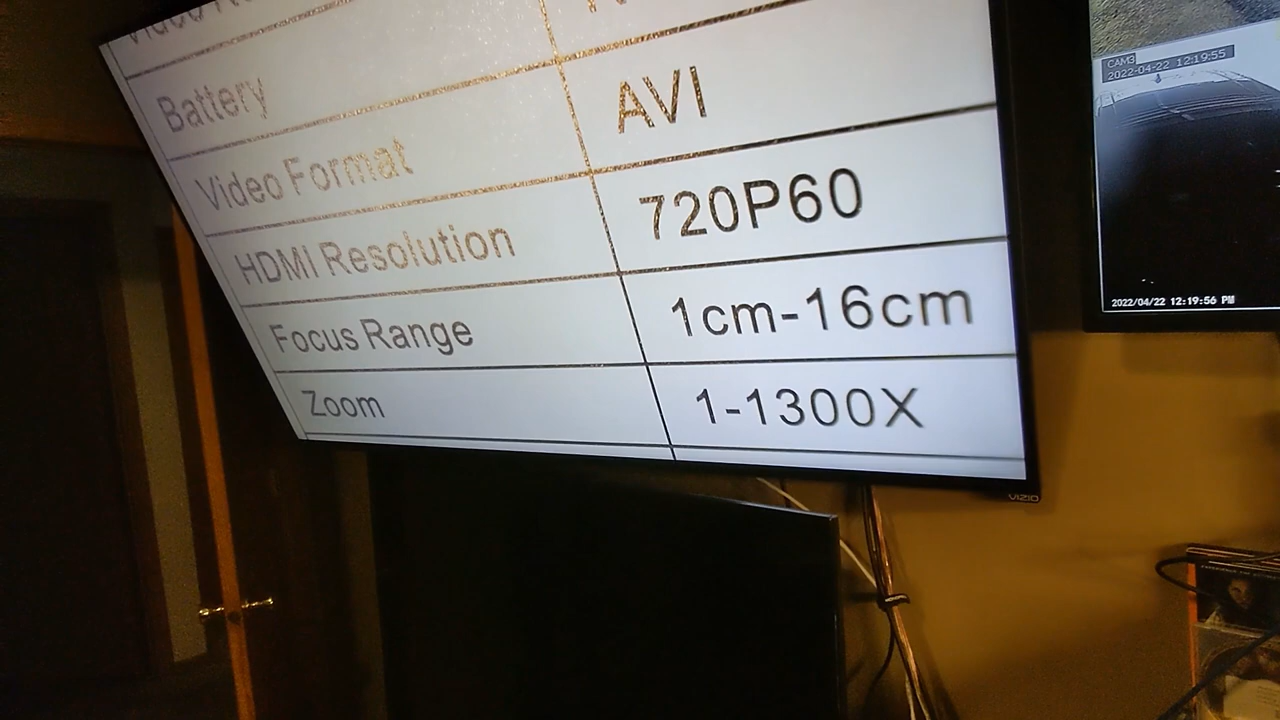 Battery
Video Format AVI
HDMI Resolution 720P60
Focus Range 1cm-16cm
Zoom 1-1300X
VIZIO
CAM3
2022-04-22 12:19:55
2022/04/22 12:19:56 PM